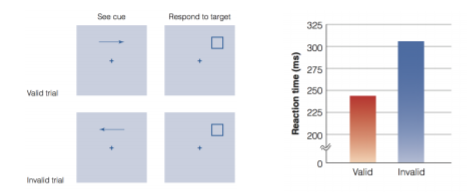 See cue
Respond to target
Valid trial
Invalid trial
Reaction time (ms)
325
300
275
250
225
200
0
Valid
Invalid